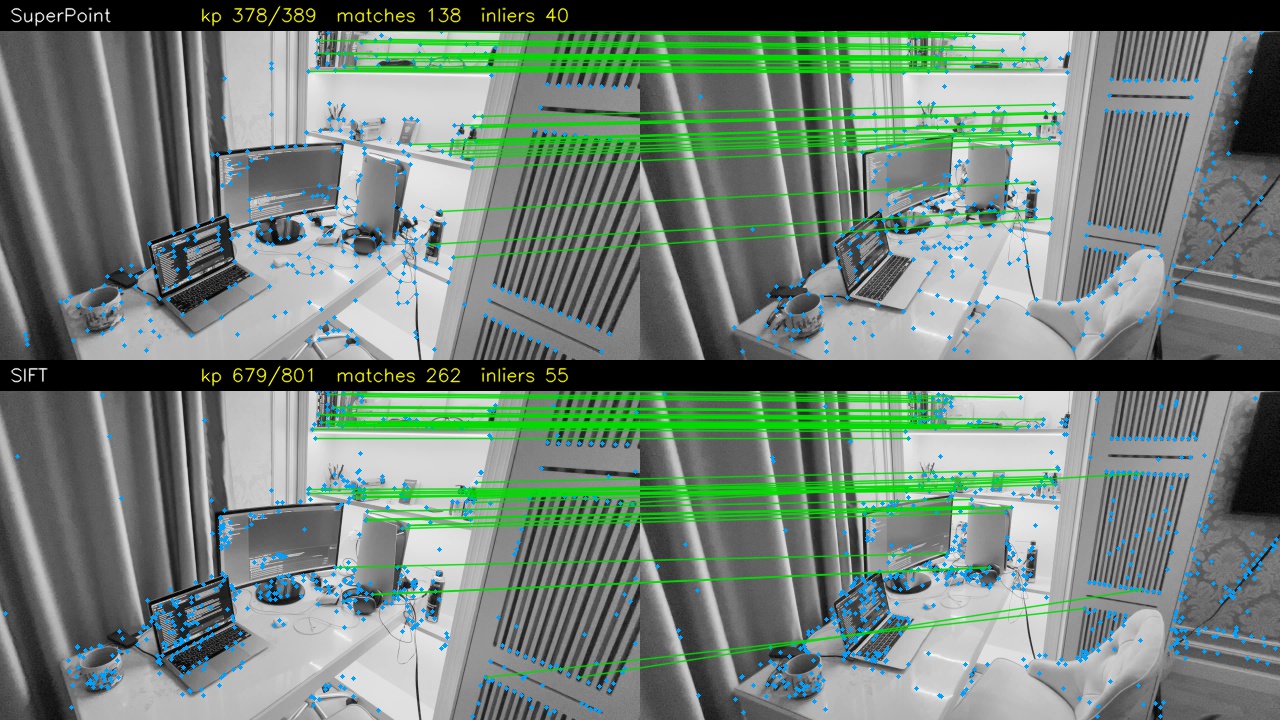 SuperPoint kp 378/389 matches 138 inliers 40
SIFT kp 679/801 matches 262 inliers 55